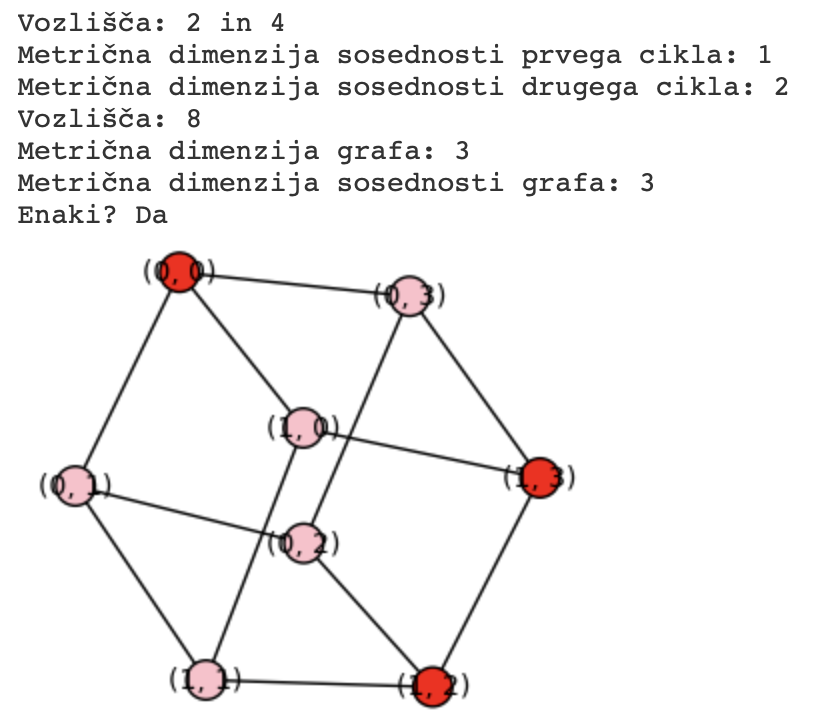 Vozlišča: 2 in 4
Metrična dimenzija sosednosti prvega cikla: 1
Metrična dimenzija sosednosti drugega cikla: 2
Vozlišča: 8
Metrična dimenzija grafa: 3
Metrična dimenzija sosednosti grafa: 3
Enaki? Da
(0, 0)
(0, 3)
(1, 0)
(1, 3)
(0, 1)
(0, 2)
(1, 1)
(1, 2)